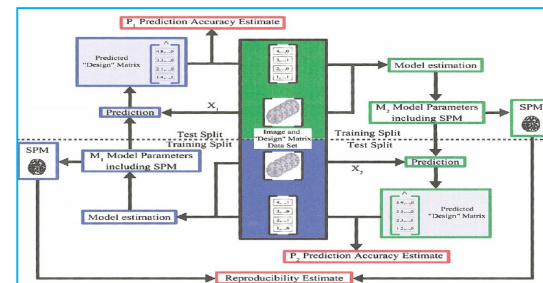 P₁ Prediction Accuracy Estimate
Predicted
"Design" Matrix
Model estimation
Prediction
X₁
M₂ Model Parameters
including SPM
SPM
Test Split
Training Split
Image and
"Design" Matrix
Data Set
Training Split
Test Split
SPM
M₁ Model Parameters
including SPM
X₂
Prediction
Model estimation
Predicted
"Design" Matrix
P₂ Prediction Accuracy Estimate
Reproducibility Estimate